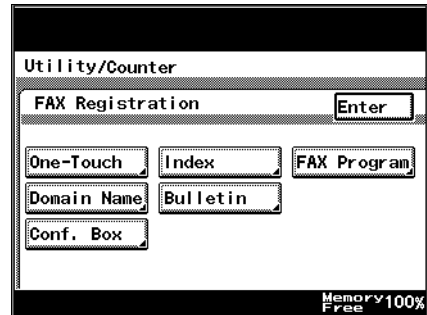 Utility/Counter
FAX Registration Enter
One-Touch Index FAX Program
Domain Name Bulletin
Conf. Box
Memory Free 100%